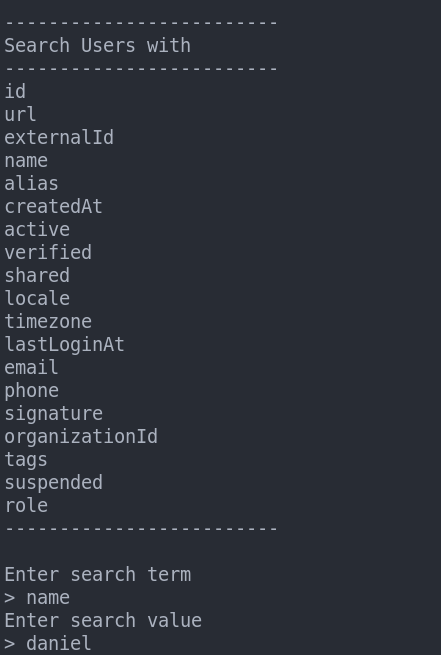 -------------------------
Search Users with
-------------------------
id
url
externalId
name
alias
createdAt
active
verified
shared
locale
timezone
lastLoginAt
email
phone
signature
organizationId
tags
suspended
role
-------------------------
Enter search term
> name
Enter search value
> daniel